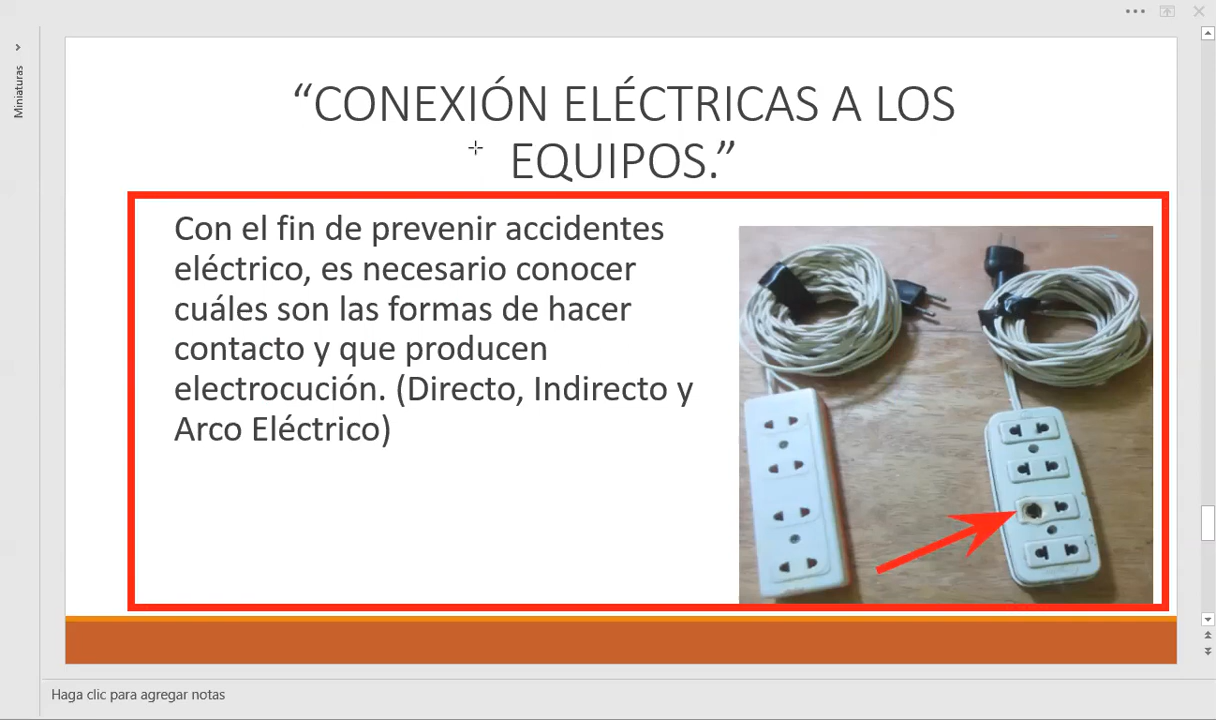 Miniaturas
“CONEXIÓN ELÉCTRICAS A LOS
EQUIPOS.”
Con el fin de prevenir accidentes
eléctrico, es necesario conocer
cuáles son las formas de hacer
contacto y que producen
electrocución. (Directo, Indirecto y
Arco Eléctrico)
Haga clic para agregar notas